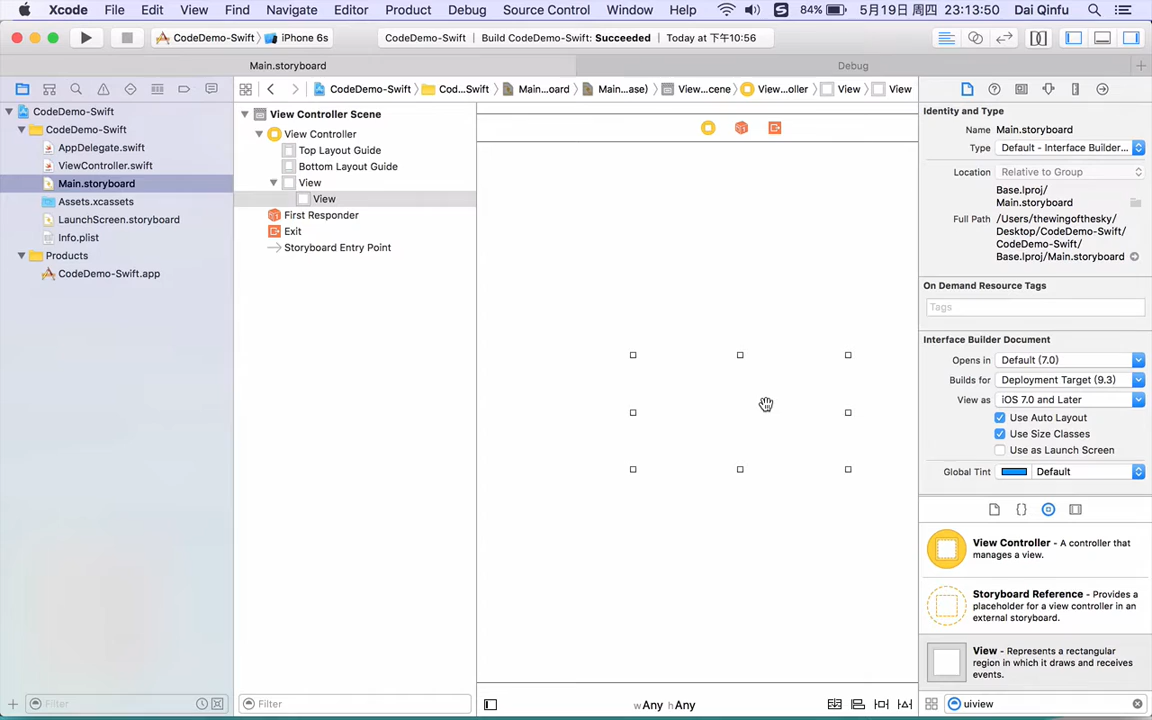 Xcode File Edit View Find Navigate Editor Product Debug Source Control Window Help 84% 5月19日 周四 23:13:50 Dai Qinfu
CodeDemo-Swift iPhone 6s
CodeDemo-Swift Build CodeDemo-Swift: Succeeded Today at 下午10:56
Main.storyboard Debug
CodeDemo-Swift Cod...Swift Main...oard Main...ase) View...cene View...oller View View
CodeDemo-Swift
CodeDemo-Swift
AppDelegate.swift
ViewController.swift
Main.storyboard
Assets.xcassets
LaunchScreen.storyboard
Info.plist
Products
CodeDemo-Swift.app
Filter
View Controller Scene
View Controller
Top Layout Guide
Bottom Layout Guide
View
View
First Responder
Exit
Storyboard Entry Point
Filter
wAny hAny
Identity and Type
Name Main.storyboard
Type Default - Interface Builder...
Location Relative to Group
Base.lproj/
Main.storyboard
Full Path /Users/thewingofthesky/
Desktop/CodeDemo-Swift/
CodeDemo-Swift/
Base.lproj/Main.storyboard
On Demand Resource Tags
Tags
Interface Builder Document
Opens in Default (7.0)
Builds for Deployment Target (9.3)
View as iOS 7.0 and Later
Use Auto Layout
Use Size Classes
Use as Launch Screen
Global Tint Default
View Controller - A controller that
manages a view.
Storyboard Reference - Provides a
placeholder for a view controller in an
external storyboard.
View - Represents a rectangular
region in which it draws and receives
events.
uiview